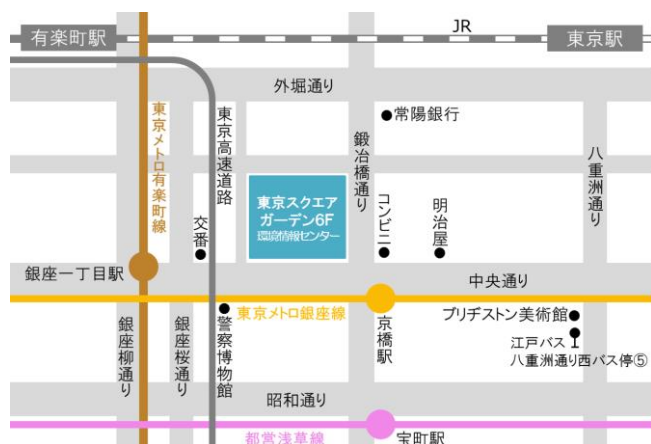 JR
有楽町駅
東京駅
外堀通り
常陽銀行
東京メトロ有楽町線
東京高速道路
鍛冶橋通り
八重洲通り
東京スクエア
ガーデン6F
環境情報センター
交番
コンビニ
明治屋
銀座一丁目駅
中央通り
東京メトロ銀座線
京橋駅
ブリヂストン美術館
江戸バス
八重洲通り西バス停⑤
銀座柳通り
銀座桜通り
警察博物館
昭和通り
都営浅草線
宝町駅